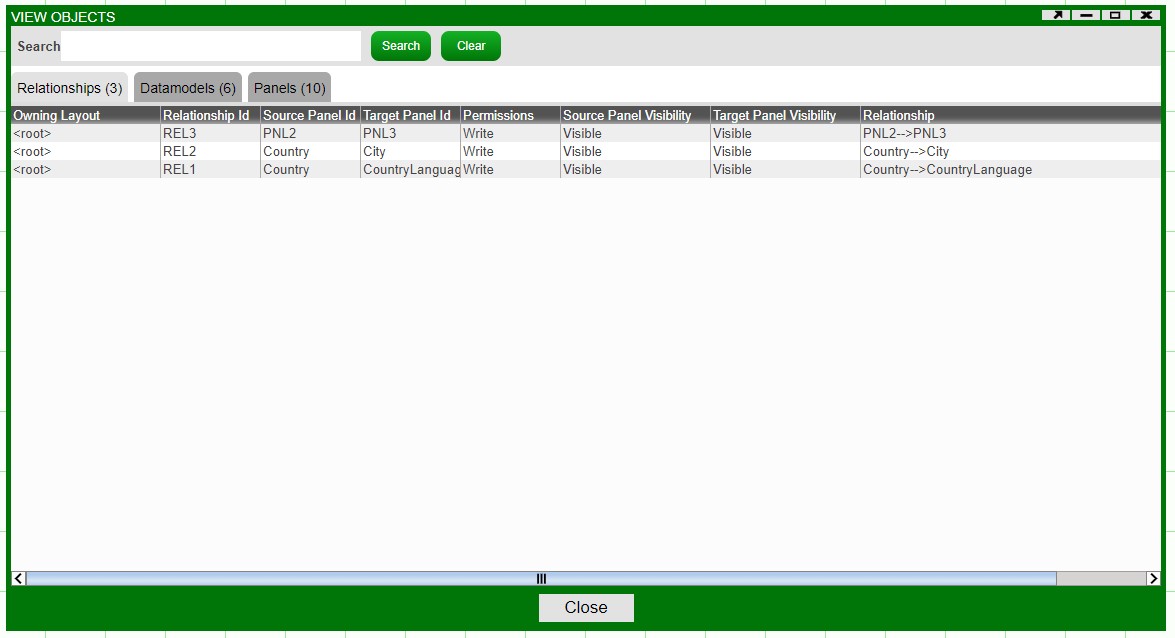 VIEW OBJECTS
Search Search Clear
Relationships (3) Datamodels (6) Panels (10)
Owning Layout Relationship Id Source Panel Id Target Panel Id Permissions Source Panel Visibility Target Panel Visibility Relationship
<root> REL3 PNL2 PNL3 Write Visible Visible PNL2-->PNL3
<root> REL2 Country City Write Visible Visible Country-->City
<root> REL1 Country CountryLanguag Write Visible Visible Country-->CountryLanguage
Close